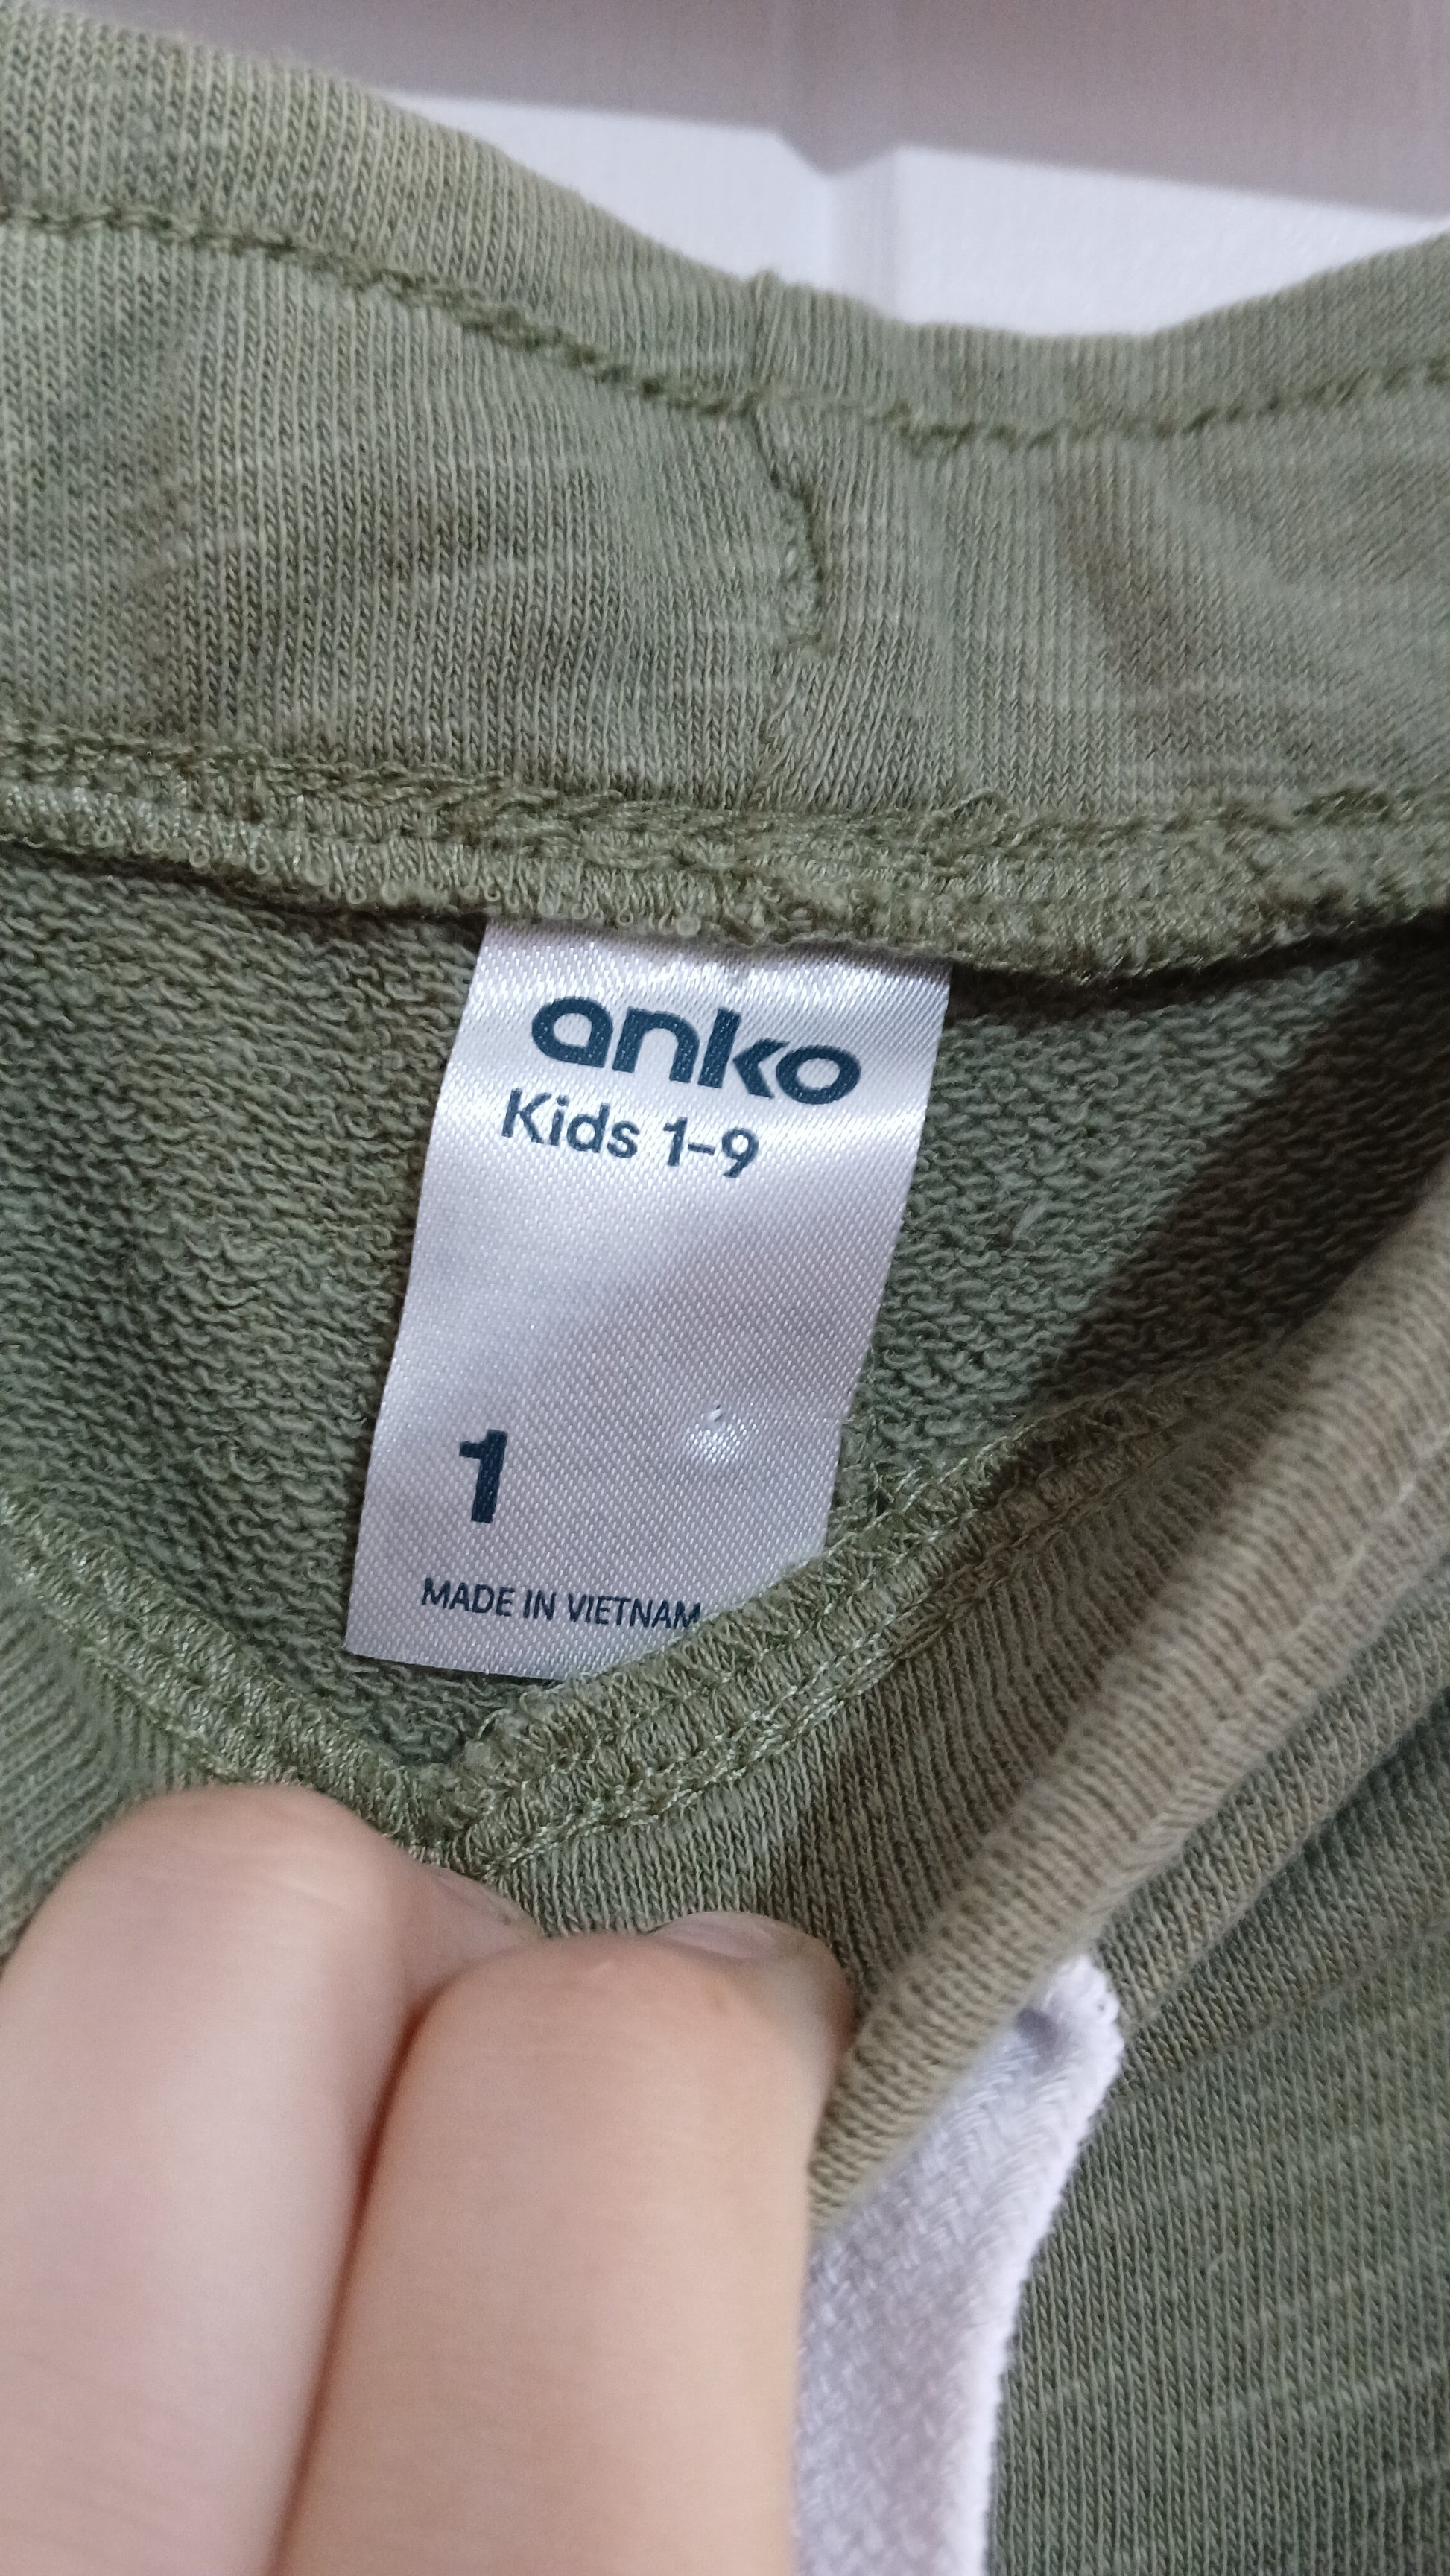 anko
Kids 1-9
1
MADE IN VIETNAM